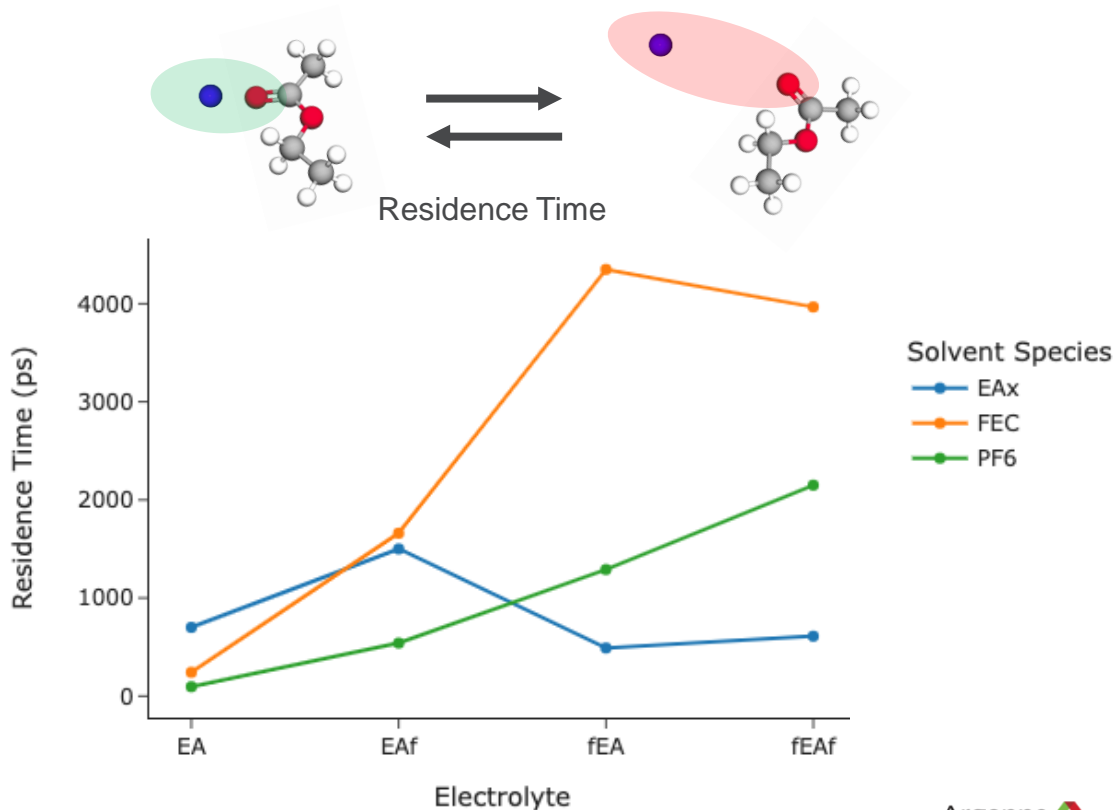 Residence Time
Residence Time (ps)
4000
3000
2000
1000
0
EA
EAf
fEA
fEAf
Electrolyte
Solvent Species
EAx
FEC
PF6